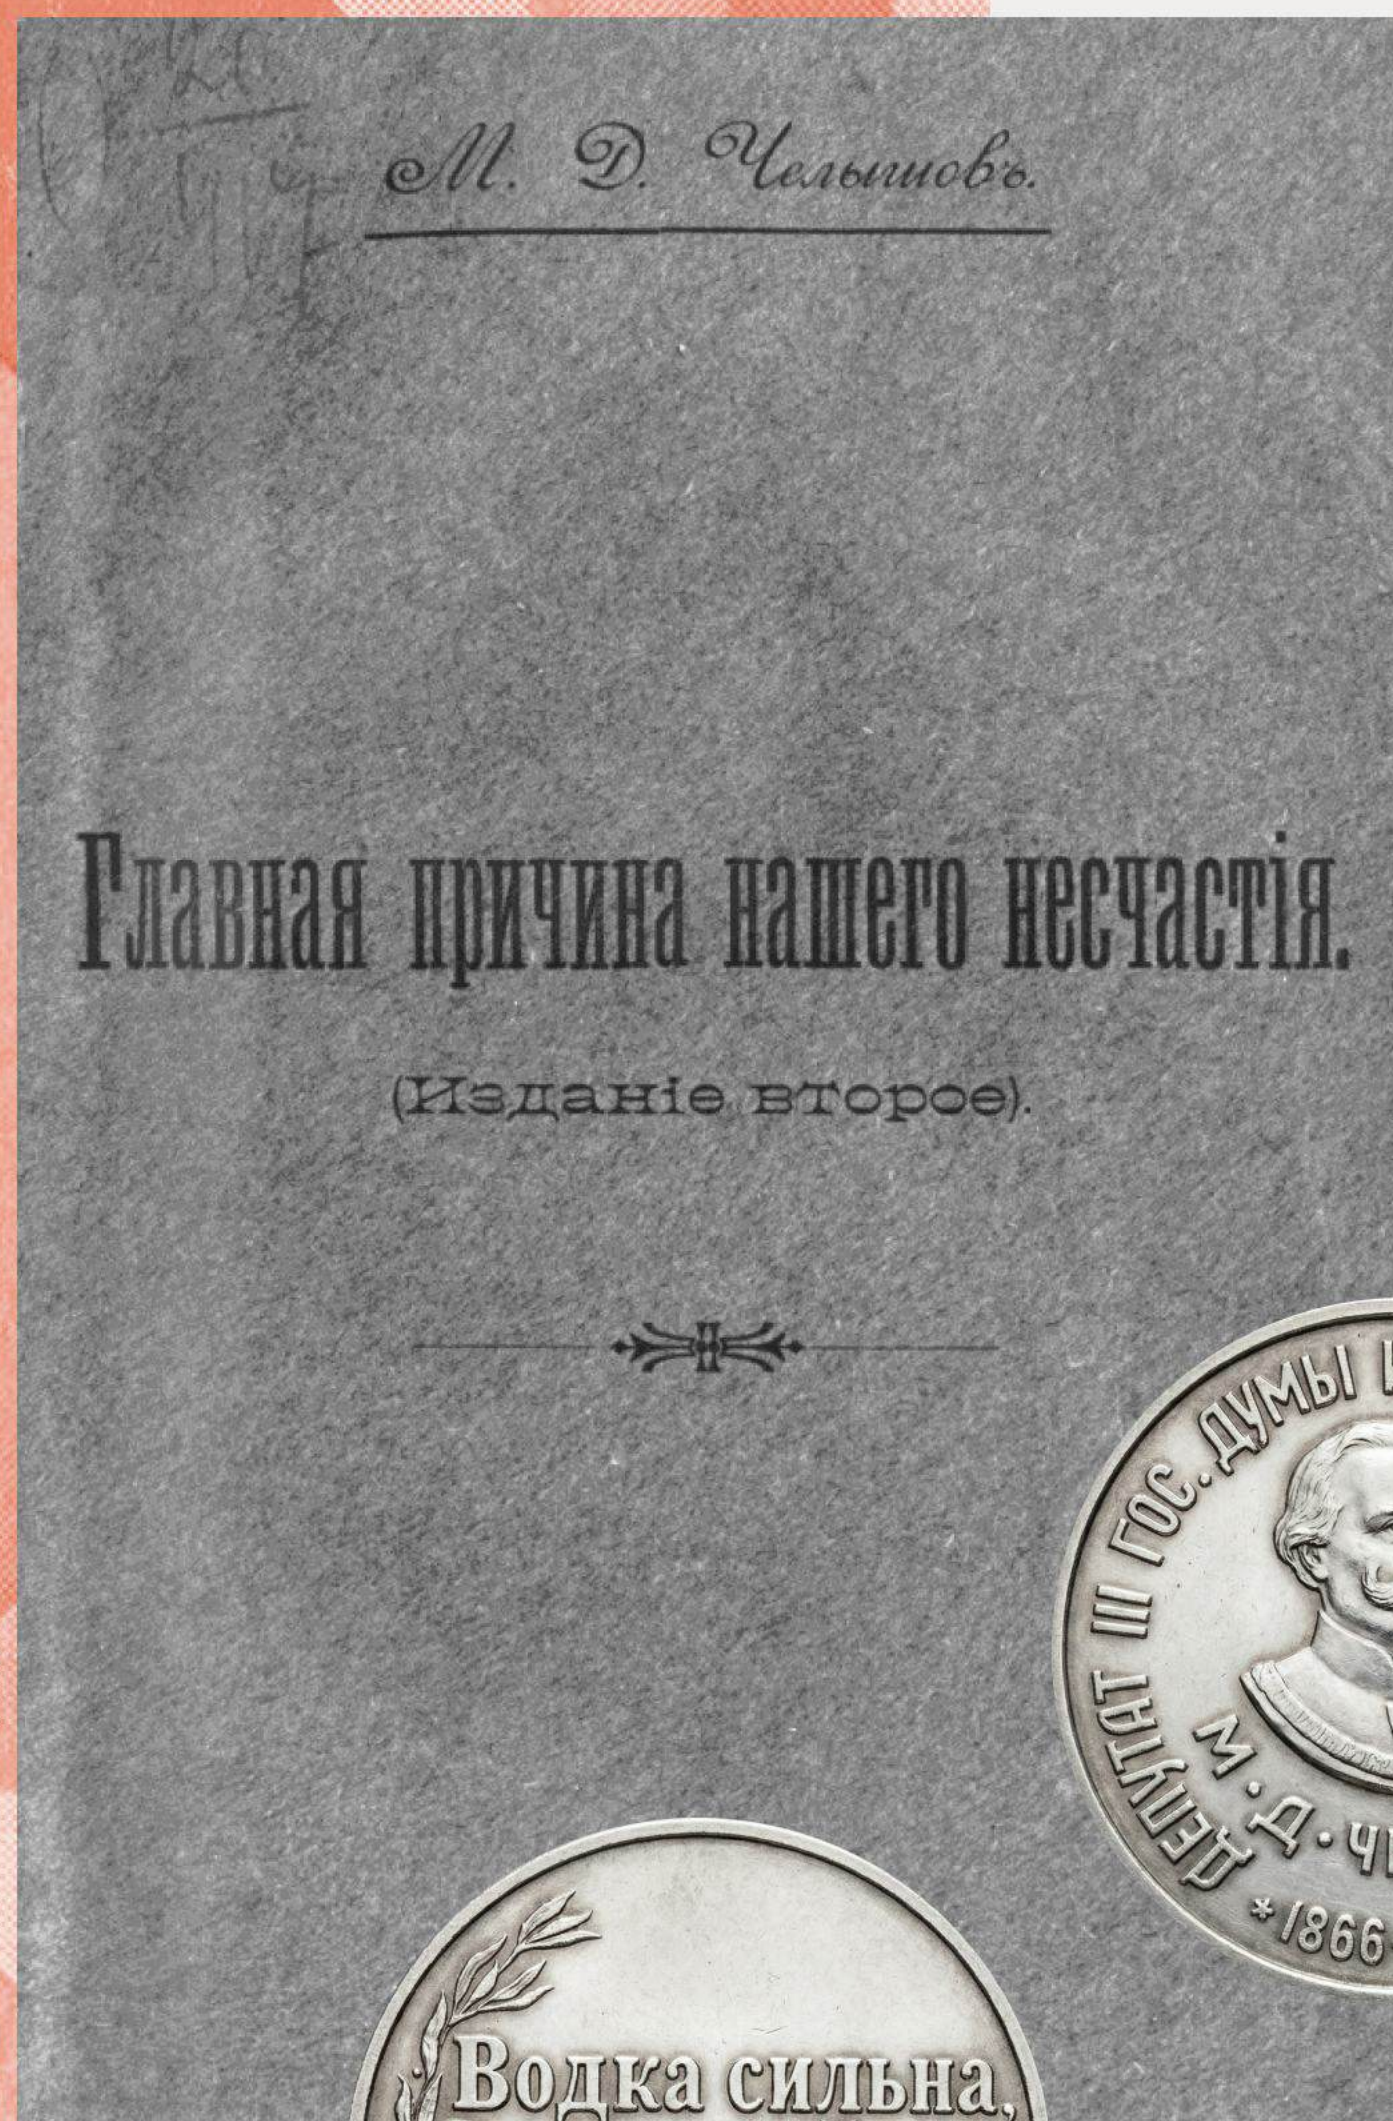 М. Д. Челышовъ.
Главная причина нашего несчастія.
(Изданіе второе).
ДЕПУТАТ III ГОС. ДУМЫ
М. Д. Ч
*1866
Водка сильна,